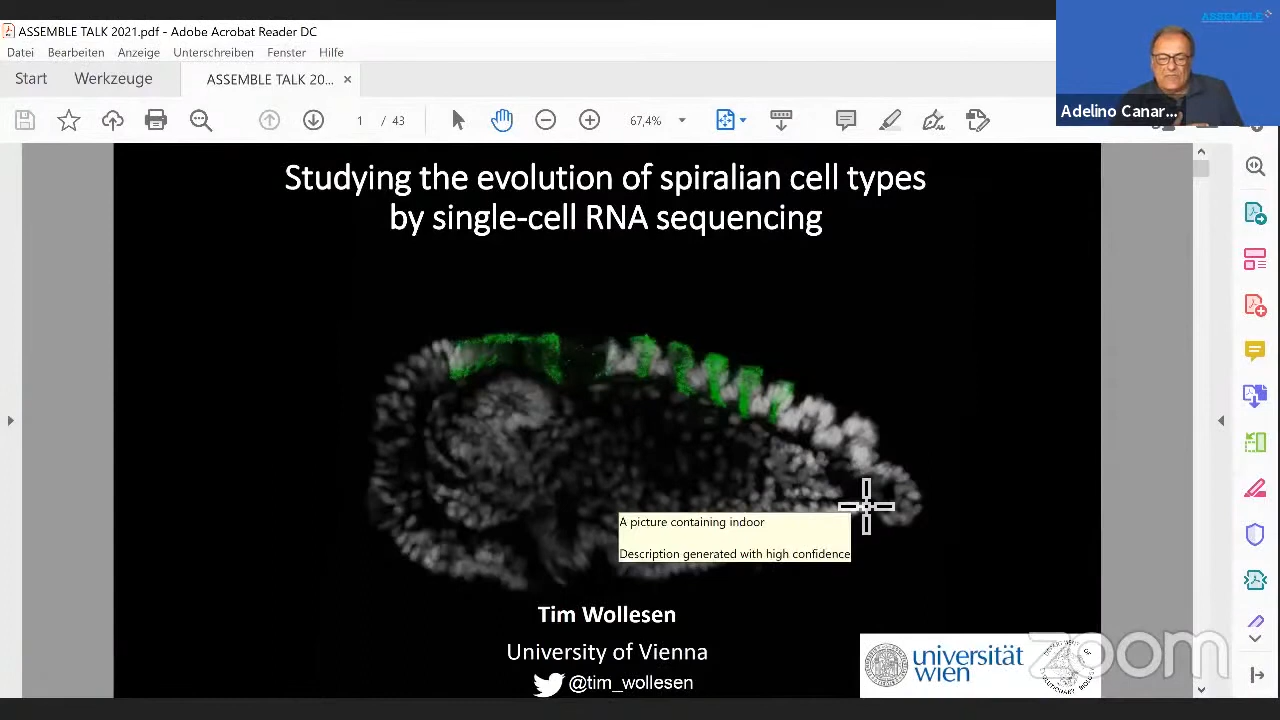 ASSEMBLE TALK 2021.pdf - Adobe Acrobat Reader DC
Datei Bearbeiten Anzeige Unterschreiben Fenster Hilfe
Start Werkzeuge ASSEMBLE TALK 20... ×
1 / 43 67,4%
ASSEMBLE
Adelino Canar...
Studying the evolution of spiralian cell types
by single-cell RNA sequencing
A picture containing indoor
Description generated with high confidence
Tim Wollesen
University of Vienna
@tim_wollesen
universität
wien
zoom